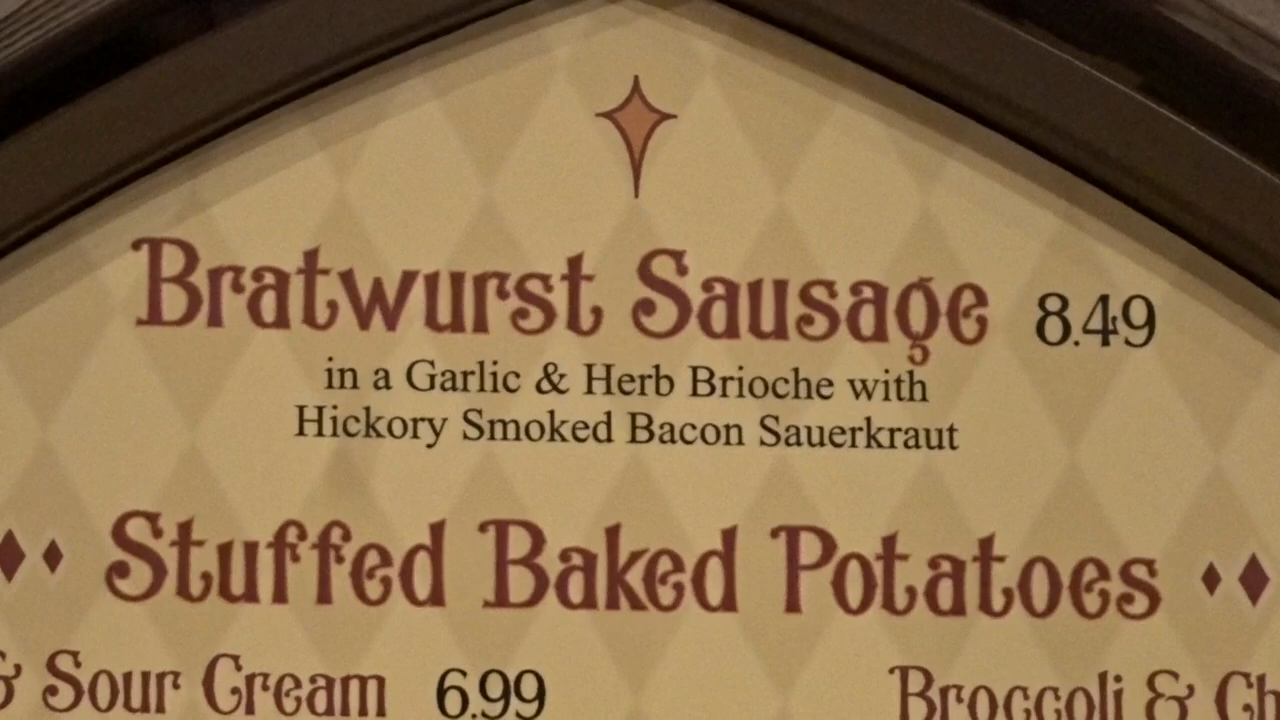 Bratwurst Sausage 8.49
in a Garlic & Herb Brioche with
Hickory Smoked Bacon Sauerkraut
Stuffed Baked Potatoes
& Sour Cream 6.99
Broccoli &